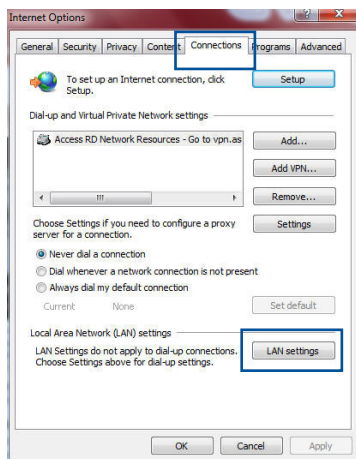 Internet Options
General Security Privacy Content Connections Programs Advanced
To set up an Internet connection, click
Setup.
Setup
Dial-up and Virtual Private Network settings
Access RD Network Resources - Go to vpn.as
Add...
Add VPN...
Remove...
Choose Settings if you need to configure a proxy
server for a connection.
Settings
Never dial a connection
Dial whenever a network connection is not present
Always dial my default connection
Current None
Set default
Local Area Network (LAN) settings
LAN Settings do not apply to dial-up connections.
Choose Settings above for dial-up settings.
LAN settings
OK Cancel Apply